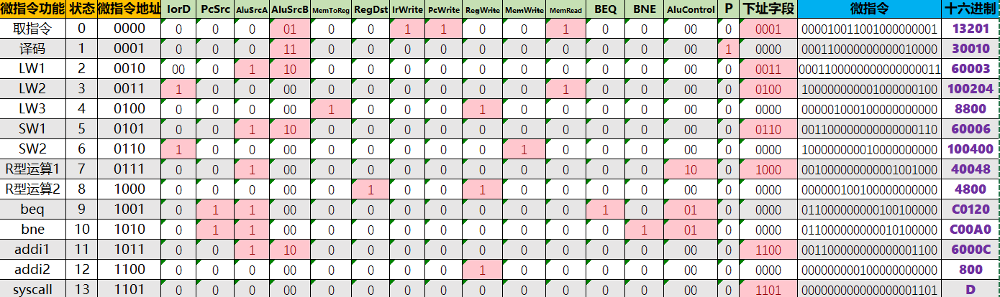 微指令功能 状态 微指令地址 IorD PcSrc AluSrcA AluSrcB MemToReg RegDst IrWrite PcWrite RegWrite MemWrite MemRead BEQ BNE AluControl P 下址字段 微指令 十六进制
取指令 0 0000 0 0 0 01 0 0 1 1 0 0 1 0 0 00 0 0001 000010011001000000001 13201
译码 1 0001 0 0 0 11 0 0 0 0 0 0 0 0 0 00 1 0000 000110000000000010000 30010
LW1 2 0010 00 0 1 10 0 0 0 0 0 0 0 0 0 00 0 0011 0001100000000000000011 60003
LW2 3 0011 1 0 0 00 0 0 0 0 0 0 1 0 0 00 0 0100 100000000001000000100 100204
LW3 4 0100 0 0 0 00 1 0 0 0 1 0 0 0 0 00 0 0000 000001000100000000000 8800
SW1 5 0101 0 0 1 10 0 0 0 0 0 0 0 0 0 00 0 0110 001100000000000000110 60006
SW2 6 0110 1 0 0 00 0 0 0 0 0 1 0 0 0 00 0 0000 100000000010000000000 100400
R型运算1 7 0111 0 0 1 00 0 0 0 0 0 0 0 0 0 10 0 1000 001000000000001001000 40048
R型运算2 8 1000 0 0 0 00 0 1 0 0 1 0 0 0 0 00 0 0000 000000100100000000000 4800
beq 9 1001 0 1 1 00 0 0 0 0 0 0 0 1 0 01 0 0000 011000000000100100000 C0120
bne 10 1010 0 1 1 00 0 0 0 0 0 0 0 0 1 01 0 0000 011000000000010100000 C00A0
addi1 11 1011 0 0 1 10 0 0 0 0 0 0 0 0 0 00 0 1100 001100000000000001100 6000C
addi2 12 1100 0 0 0 00 0 0 0 0 1 0 0 0 0 00 0 0000 000000000100000000000 800
syscall 13 1101 0 0 0 00 0 0 0 0 0 0 0 0 0 00 0 1101 000000000000000001101 D